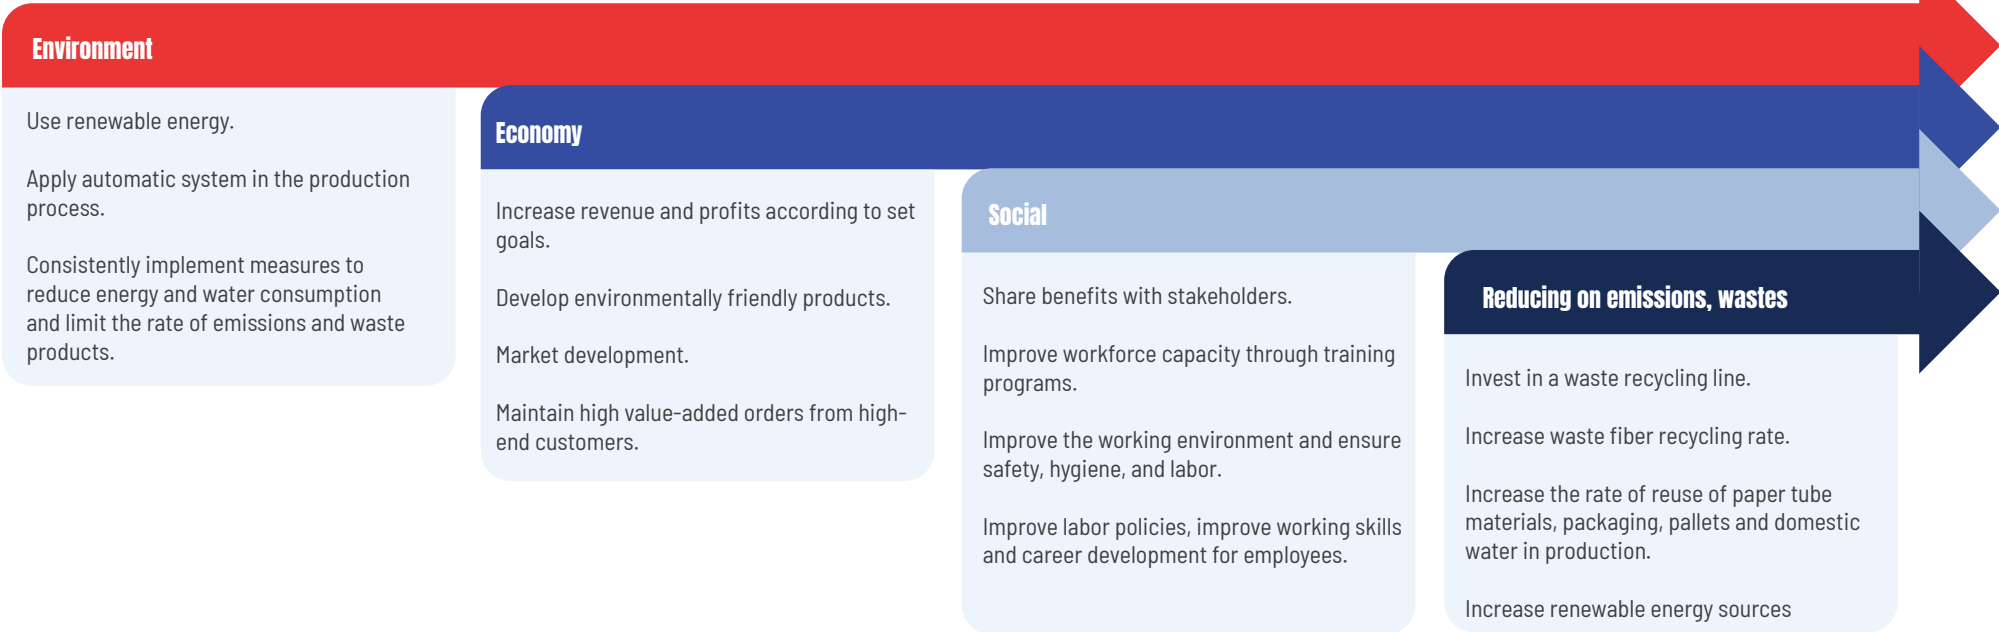 Environment
Use renewable energy.
Apply automatic system in the production
process.
Consistently implement measures to
reduce energy and water consumption
and limit the rate of emissions and waste
products.
Economy
Increase revenue and profits according to set
goals.
Develop environmentally friendly products.
Market development.
Maintain high value-added orders from high-
end customers.
Social
Share benefits with stakeholders.
Improve workforce capacity through training
programs.
Improve the working environment and ensure
safety, hygiene, and labor.
Improve labor policies, improve working skills
and career development for employees.
Reducing on emissions, wastes
Invest in a waste recycling line.
Increase waste fiber recycling rate.
Increase the rate of reuse of paper tube
materials, packaging, pallets and domestic
water in production.
Increase renewable energy sources